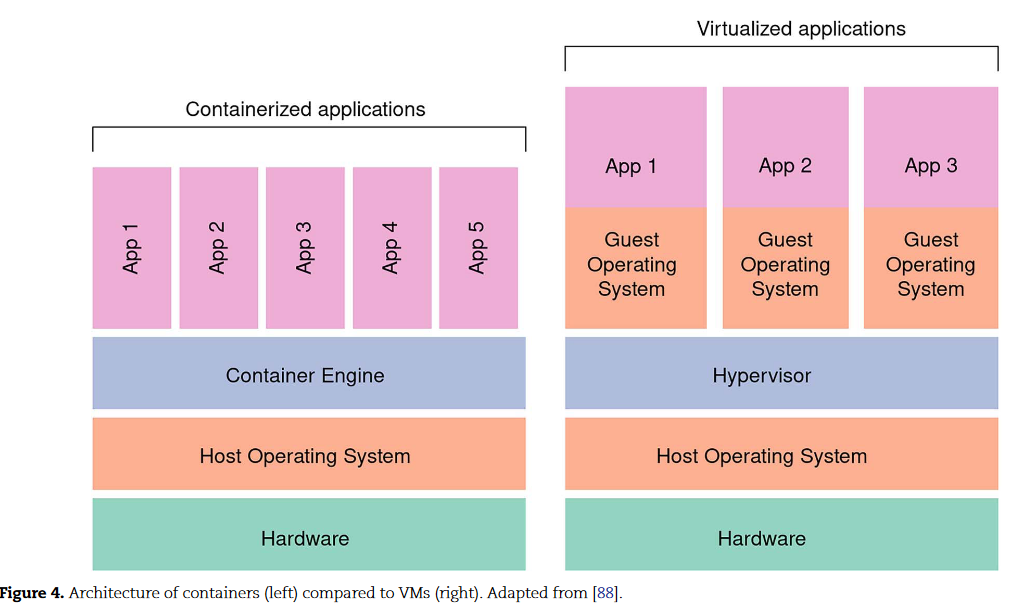 Virtualized applications
Containerized applications
App 1
App 2
App 3
App 4
App 5
Container Engine
Host Operating System
Hardware
App 1
App 2
App 3
Guest
Operating
System
Guest
Operating
System
Guest
Operating
System
Hypervisor
Host Operating System
Hardware
Figure 4. Architecture of containers (left) compared to VMs (right). Adapted from [88].